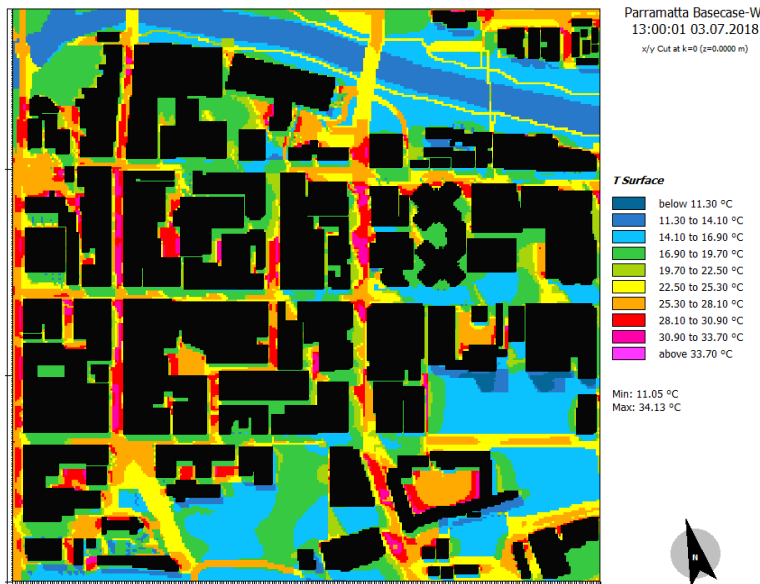 Parramatta Basecase-W
13:00:01 03.07.2018
x/y Cut at k=0 (z=0.0000 m)
T Surface
below 11.30 °C
11.30 to 14.10 °C
14.10 to 16.90 °C
16.90 to 19.70 °C
19.70 to 22.50 °C
22.50 to 25.30 °C
25.30 to 28.10 °C
28.10 to 30.90 °C
30.90 to 33.70 °C
above 33.70 °C
Min: 11.05 °C
Max: 34.13 °C
N